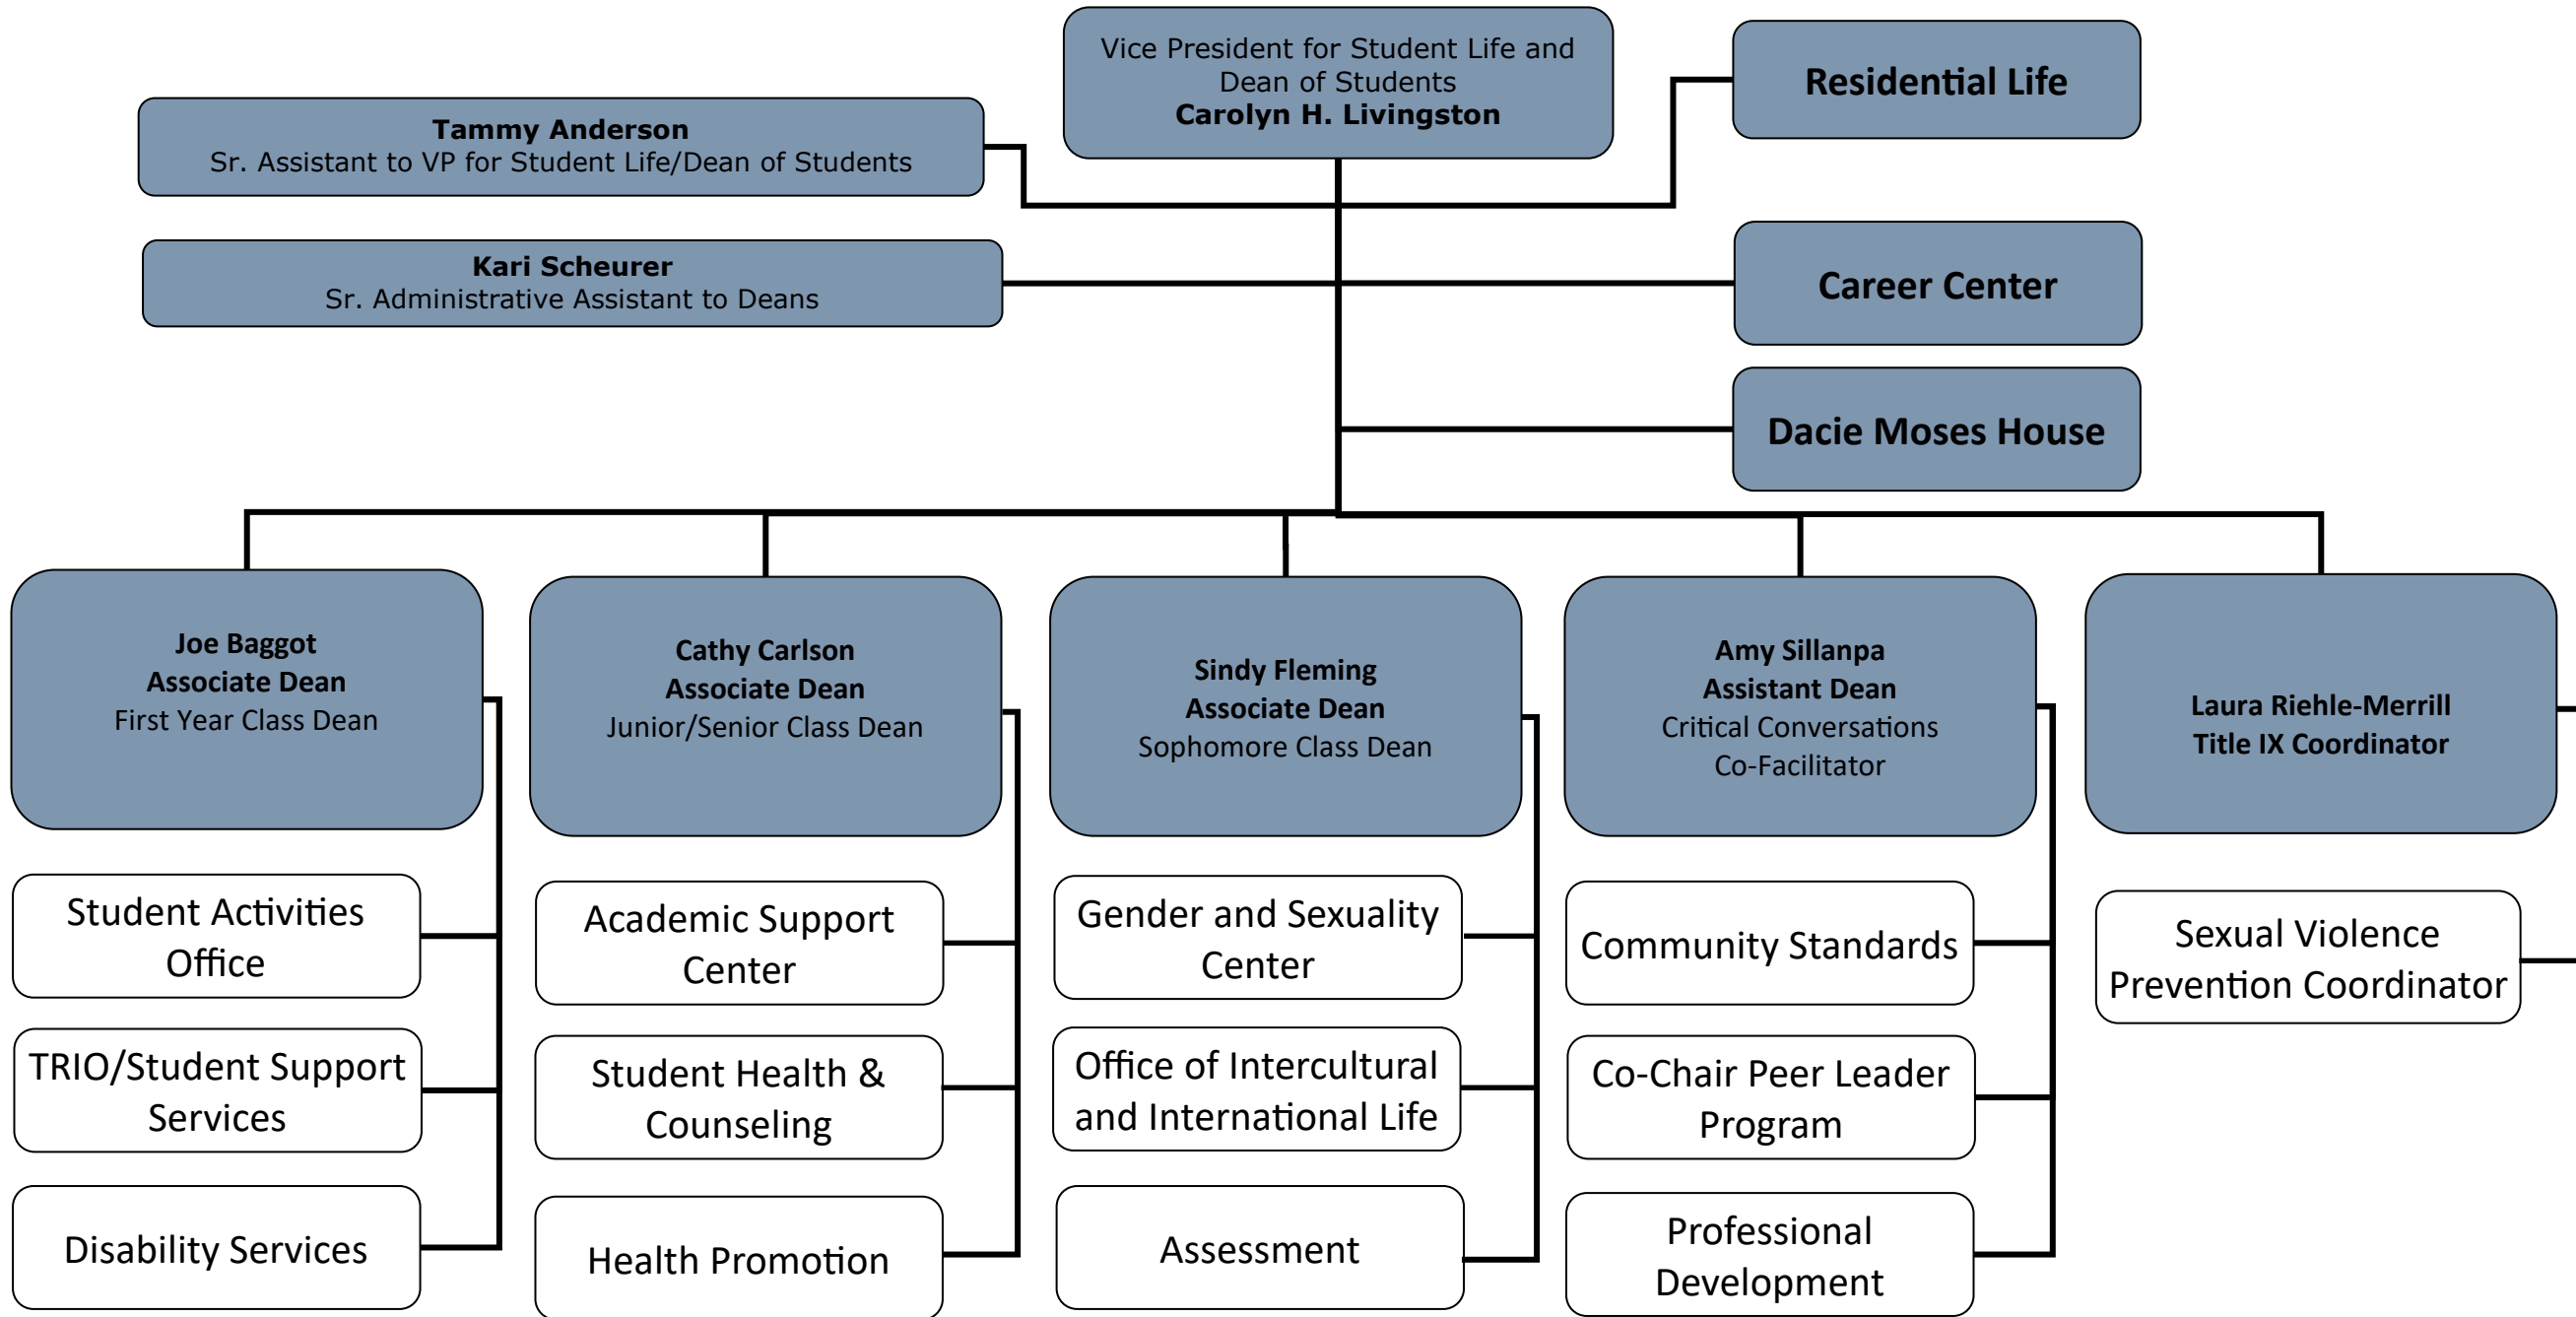 Vice President for Student Life and
Dean of Students
Carolyn H. Livingston
Residential Life
Tammy Anderson
Sr. Assistant to VP for Student Life/Dean of Students
Kari Scheurer
Sr. Administrative Assistant to Deans
Career Center
Dacie Moses House
Joe Baggot
Associate Dean
First Year Class Dean
Cathy Carlson
Associate Dean
Junior/Senior Class Dean
Sindy Fleming
Associate Dean
Sophomore Class Dean
Amy Sillanpa
Assistant Dean
Critical Conversations
Co-Facilitator
Laura Riehle-Merrill
Title IX Coordinator
Student Activities
Office
TRIO/Student Support
Services
Disability Services
Academic Support
Center
Student Health &
Counseling
Health Promotion
Gender and Sexuality
Center
Office of Intercultural
and International Life
Assessment
Community Standards
Co-Chair Peer Leader
Program
Professional
Development
Sexual Violence
Prevention Coordinator